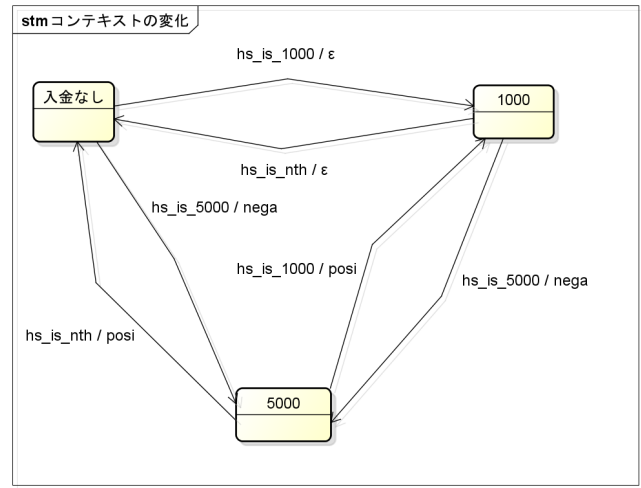 stm コンテキストの変化
hs_is_1000 / ε
入金なし
1000
hs_is_nth / ε
hs_is_5000 / nega
hs_is_1000 / posi
hs_is_5000 / nega
hs_is_nth / posi
5000